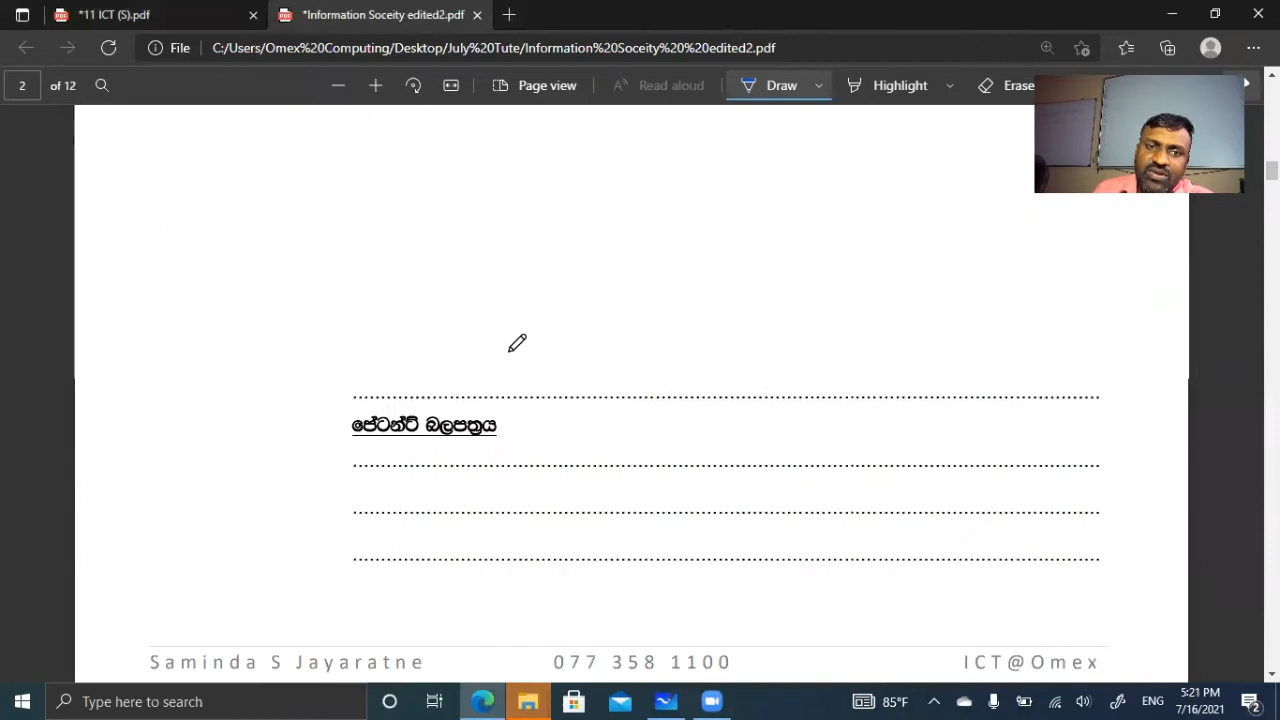 *11 ICT (S).pdf
*Information Soceity edited2.pdf
File C:/Users/Omex%20Computing/Desktop/July%20Tute/Information%20Soceity%20%20edited2.pdf
2 of 12 Page view Read aloud Draw Highlight Erase
පේටන්ට් බලපත්‍රය
Saminda S Jayaratne 077 358 1100 ICT@Omex
Type here to search 85°F ENG 5:21 PM
7/16/2021 2